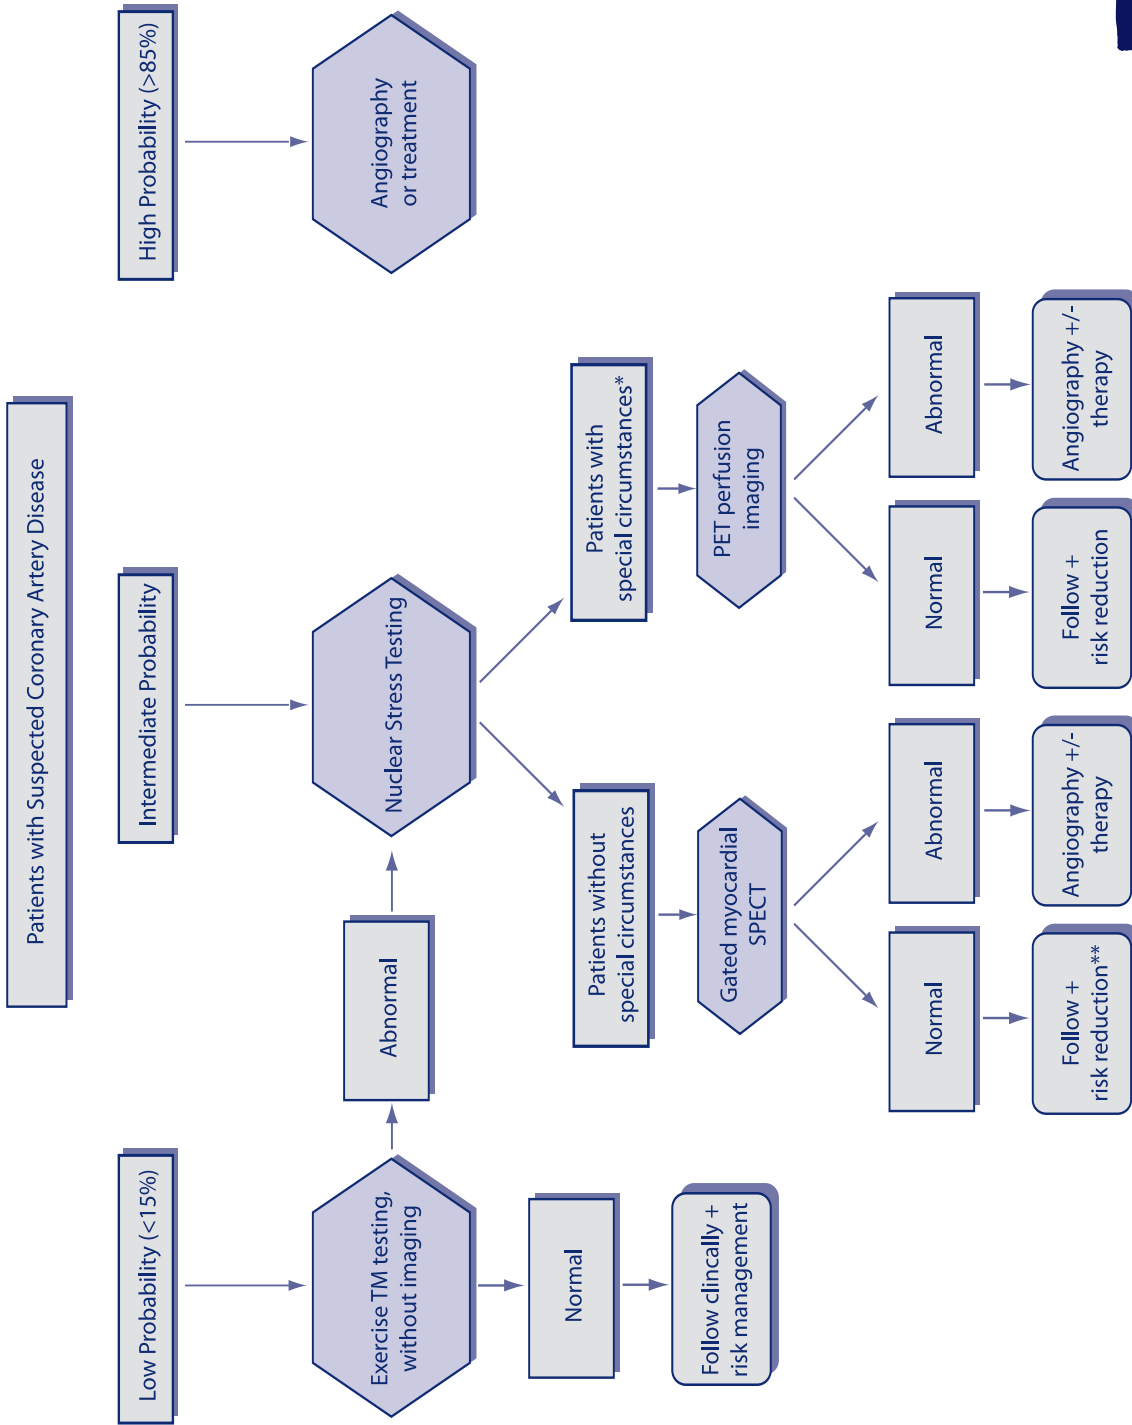 Patients with Suspected Coronary Artery Disease
Low Probability (<15%)
Intermediate Probability
High Probability (>85%)
Exercise TM testing,
without imaging
Abnormal
Nuclear Stress Testing
Angiography
or treatment
Normal
Follow clincally +
risk management
Patients without
special circumstances
Patients with
special circumstances*
Gated myocardial
SPECT
PET perfusion
imaging
Normal
Abnormal
Normal
Abnormal
Follow +
risk reduction**
Angiography +/-
therapy
Follow +
risk reduction
Angiography +/-
therapy